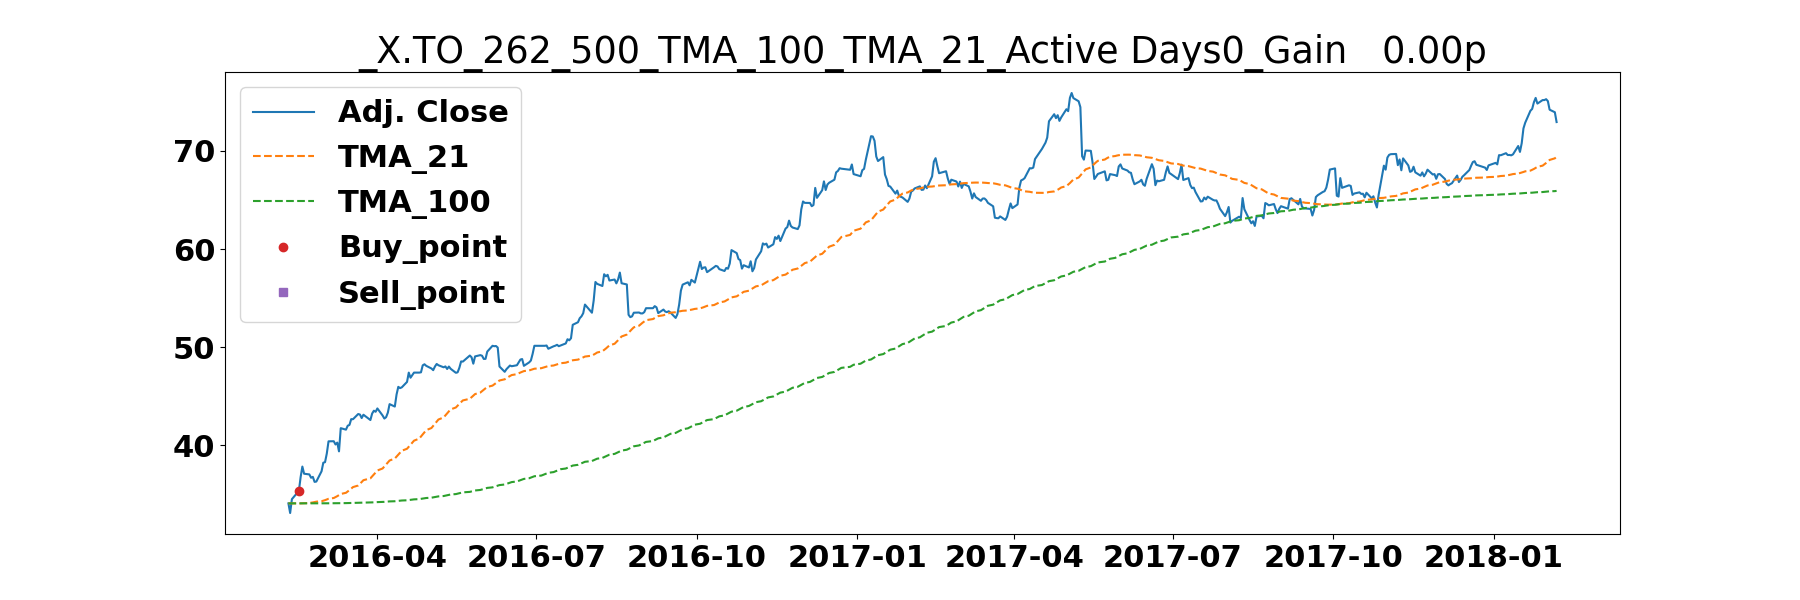 _X.TO_262_500_TMA_100_TMA_21_Active Days0_Gain   0.00p
Adj. Close
TMA_21
TMA_100
Buy_point
Sell_point
70
60
50
40
2016-04 2016-07 2016-10 2017-01 2017-04 2017-07 2017-10 2018-01